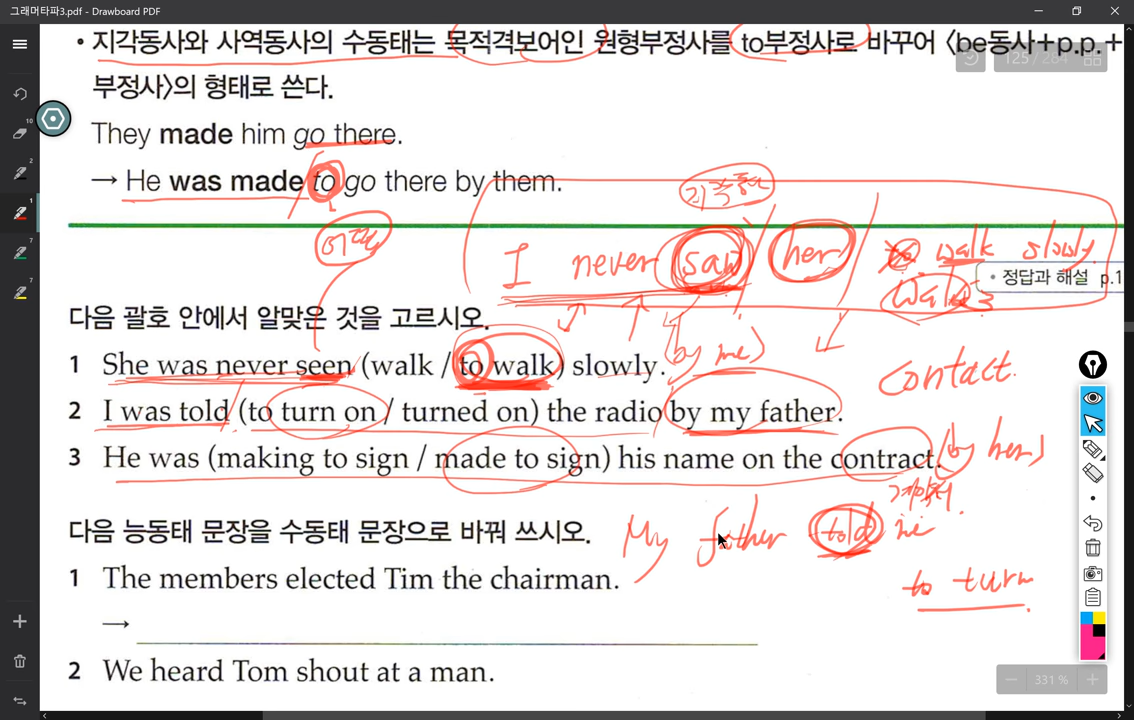 그래머타파3.pdf - Drawboard PDF
• 지각동사와 사역동사의 수동태는 목적격보어인 원형부정사를 to부정사로 바꾸어 〈be동사+p.p.+
125 / 284
부정사〉의 형태로 쓴다.
They made him go there.
→ He was made to go there by them.
지각동사
어색
I never saw her walk slowly.
• 정답과 해설 p.1
다음 괄호 안에서 알맞은 것을 고르시오.
(by me)
1 She was never seen (walk / to walk) slowly.
contact.
2 I was told (to turn on / turned on) the radio by my father.
3 He was (making to sign / made to sign) his name on the contract.
(by her)
계약서.
다음 능동태 문장을 수동태 문장으로 바꿔 쓰시오.
My father told me
to turn
1 The members elected Tim the chairman.
→
2 We heard Tom shout at a man.
331 %